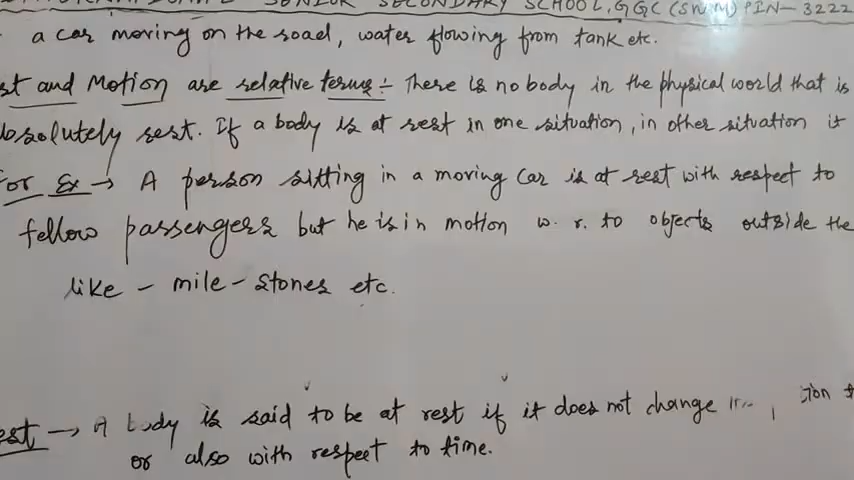 SENIOR SECONDARY SCHOOL, GGC (SWM) PIN-3222
a car moving on the road, water flowing from tank etc.
st and Motion are relative terms :- There is no body in the physical world that is
absolutely rest. If a body is at rest in one situation, in other situation it
For Ex → A person sitting in a moving car is at rest with respect to
fellow passengers but he is in motion w. r. to objects outside the
like - mile - stones etc.
est → A body is said to be at rest if it does not change
or also with respect to time.